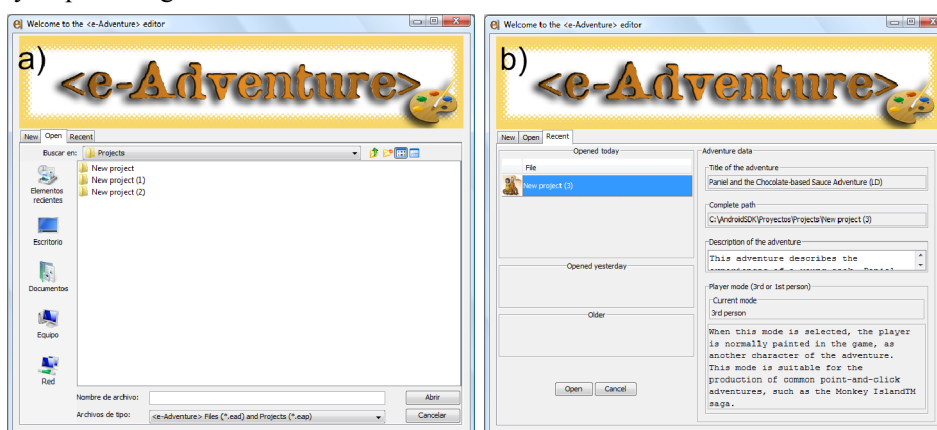 Welcome to the <e-Adventure> editor
a)
<e-Adventure>
New Open Recent
Buscar en: Projects
New project
New project (1)
New project (2)
Elementos
recientes
Escritorio
Documentos
Equipo
Red
Nombre de archivo:
Abrir
Archivos de tipo: <e-Adventure> Files (*.ead) and Projects (*.eap)
Cancelar
Welcome to the <e-Adventure> editor
b)
<e-Adventure>
New Open Recent
Opened today
File
New project (3)
Opened yesterday
Older
Open Cancel
Adventure data
Title of the adventure
Paniel and the Chocolate-based Sauce Adventure (LD)
Complete path
C:\AndroidSDK\Proyectos\Projects\New project (3)
Description of the adventure
This adventure describes the
Player mode (3rd or 1st person)
Current mode
3rd person
When this mode is selected, the player
is normally painted in the game, as
another character of the adventure.
This mode is suitable for the
production of common point-and-click
adventures, such as the Monkey IslandTM
saga.